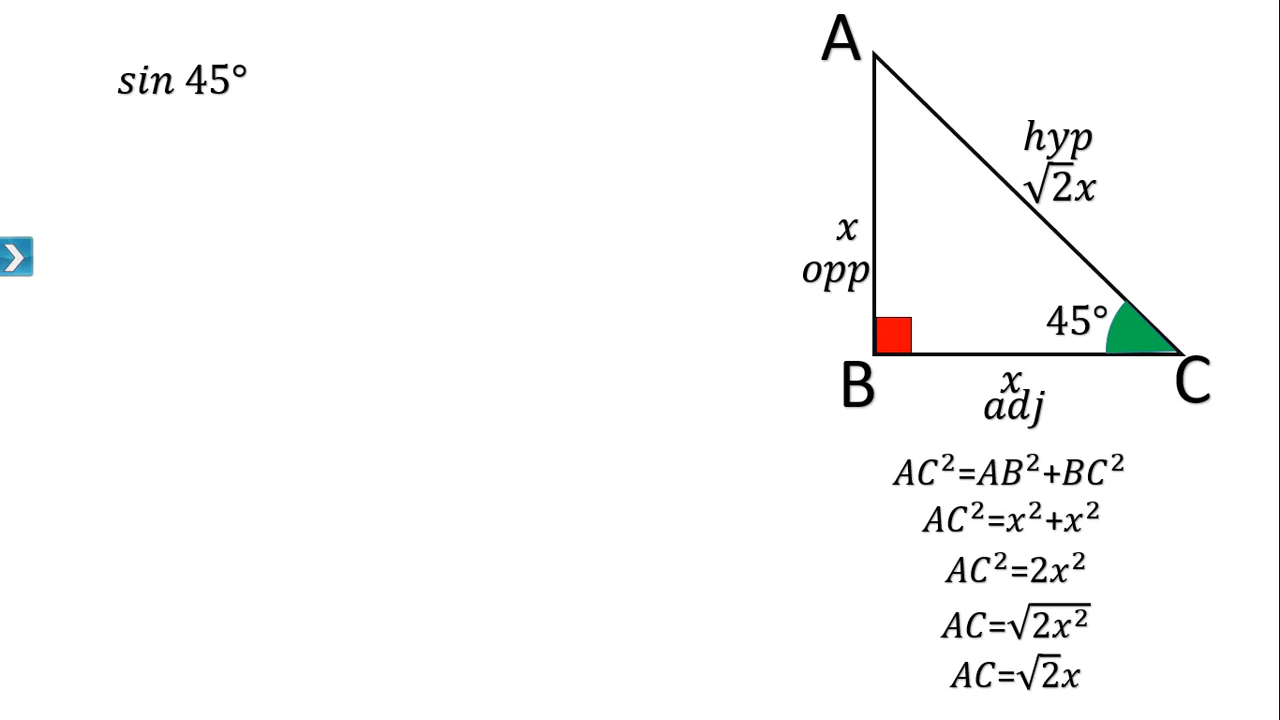 sin 45°
A
hyp
√2x
x
opp
45°
B
C
x
adj
AC²=AB²+BC²
AC²=x²+x²
AC²=2x²
AC=√2x²
AC=√2x